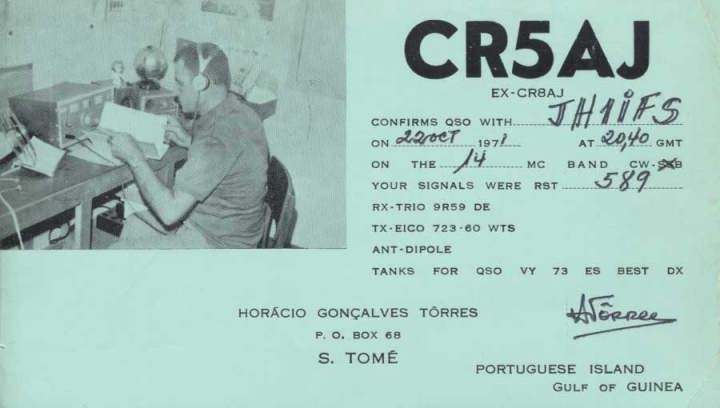 CR5AJ
EX-CR8AJ
CONFIRMS QSO WITH JH1IFS
ON 22 OCT 1971 AT 20,40 GMT
ON THE 14 MC BAND CW-SSB
YOUR SIGNALS WERE RST 589
RX-TRIO 9R59 DE
TX-EICO 723-60 WTS
ANT-DIPOLE
TANKS FOR QSO VY 73 ES BEST DX
HORÁCIO GONÇALVES TÔRRES
P. O. BOX 68
S. TOMÉ
ATôrres
PORTUGUESE ISLAND
GULF OF GUINEA